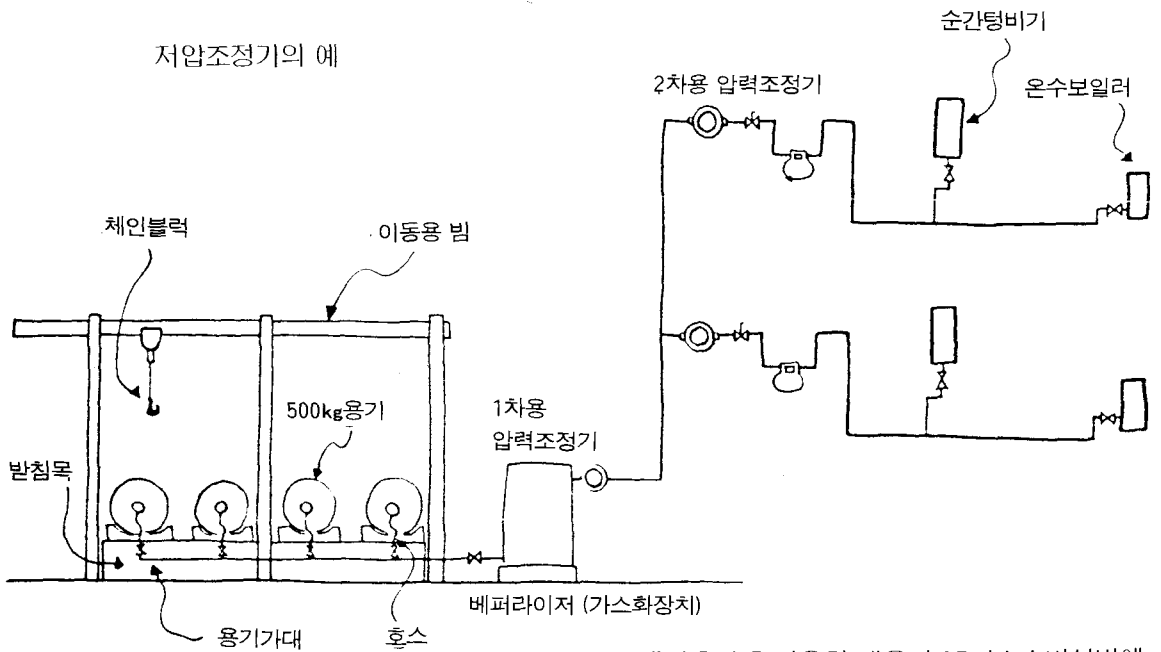 순간텅비기
저압조정기의 예
2차용 압력조정기
온수보일러
체인블럭
이동용 빔
500kg용기
1차용
압력조정기
받침목
베퍼라이저 (가스화장치)
용기가대
호스